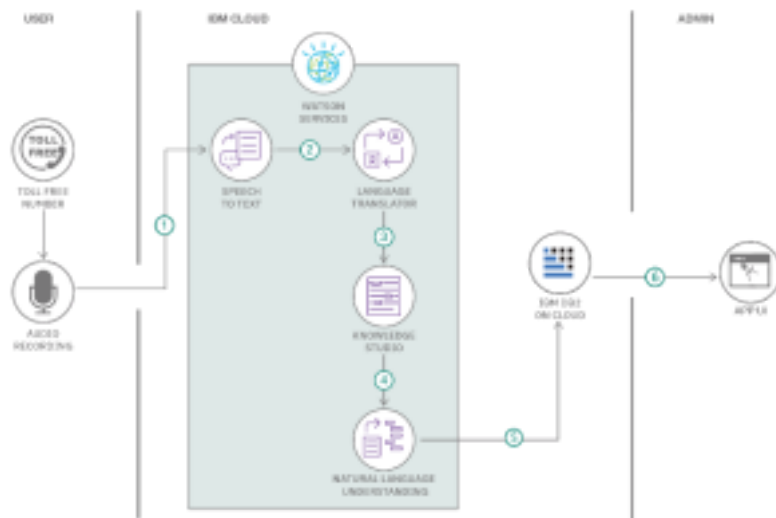 USER
IBM CLOUD
ADMIN
WATSON
SERVICES
TOLL
FREE
TOLL FREE
NUMBER
SPEECH
TO TEXT
2
LANGUAGE
TRANSLATOR
1
3
AUDIO
RECORDING
KNOWLEDGE
STUDIO
IBM DB2
ON CLOUD
6
APP UI
4
5
NATURAL LANGUAGE
UNDERSTANDING